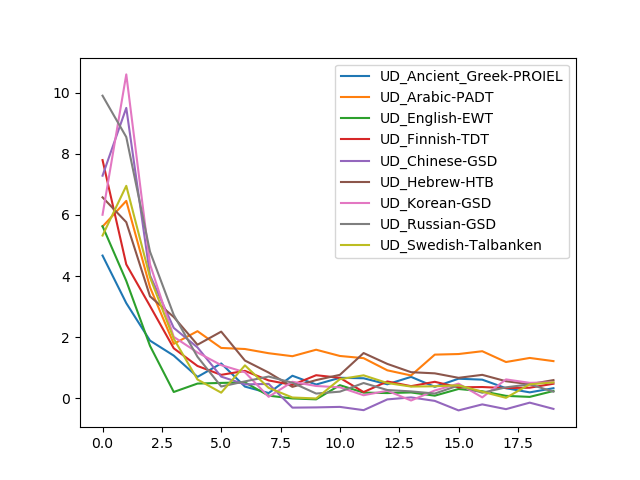 UD_Ancient_Greek-PROIEL
UD_Arabic-PADT
UD_English-EWT
UD_Finnish-TDT
UD_Chinese-GSD
UD_Hebrew-HTB
UD_Korean-GSD
UD_Russian-GSD
UD_Swedish-Talbanken
10
8
6
4
2
0
0.0 2.5 5.0 7.5 10.0 12.5 15.0 17.5